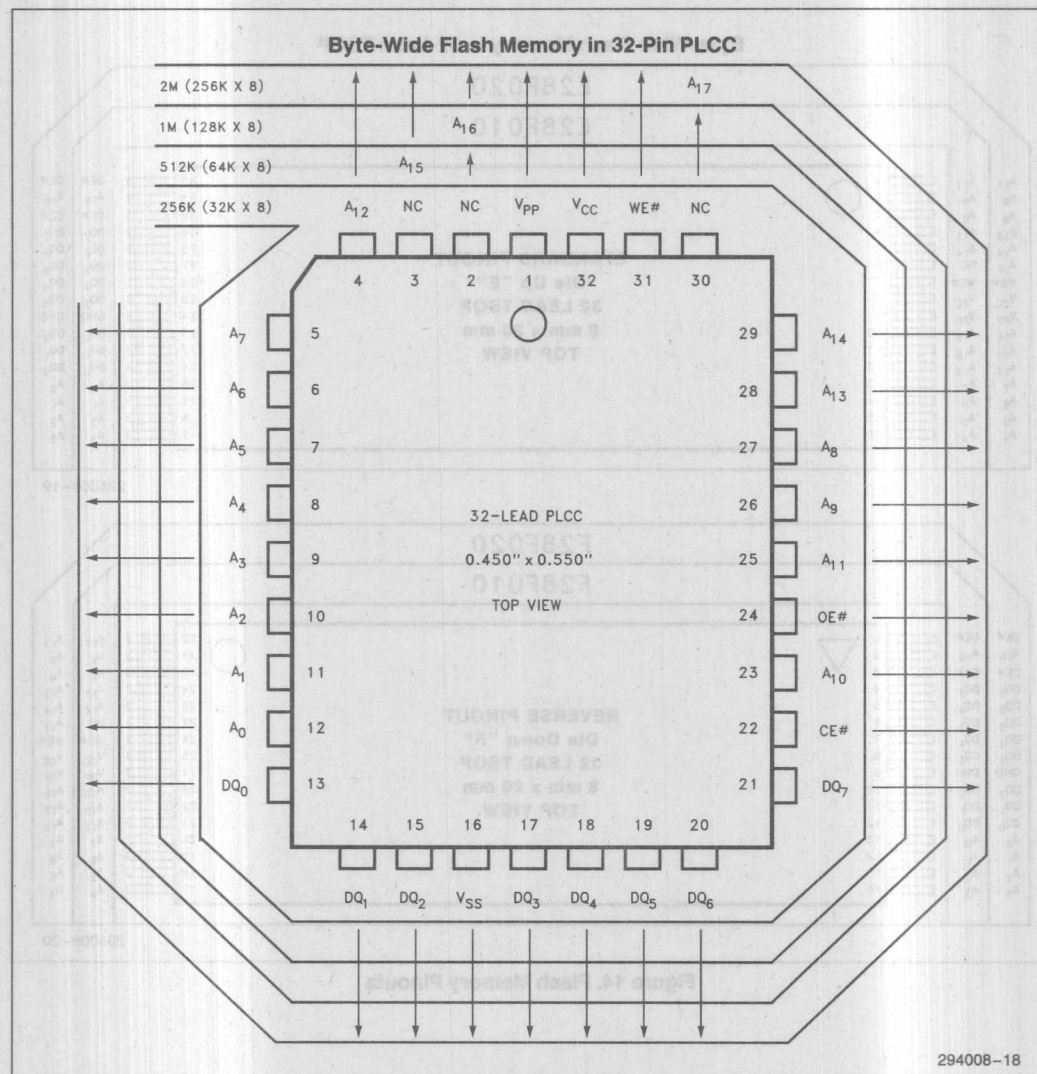 Byte-Wide Flash Memory in 32-Pin PLCC
2M (256K X 8) A17
1M (128K X 8) A16
512K (64K X 8) A15
256K (32K X 8) A12 NC NC VPP VCC WE# NC
4 3 2 1 32 31 30
A7 5 29 A14
A6 6 28 A13
A5 7 27 A8
A4 8 26 A9
32-LEAD PLCC
A3 9 0.450" x 0.550" 25 A11
TOP VIEW
A2 10 24 OE#
A1 11 23 A10
A0 12 22 CE#
DQ0 13 21 DQ7
14 15 16 17 18 19 20
DQ1 DQ2 VSS DQ3 DQ4 DQ5 DQ6
294008-18